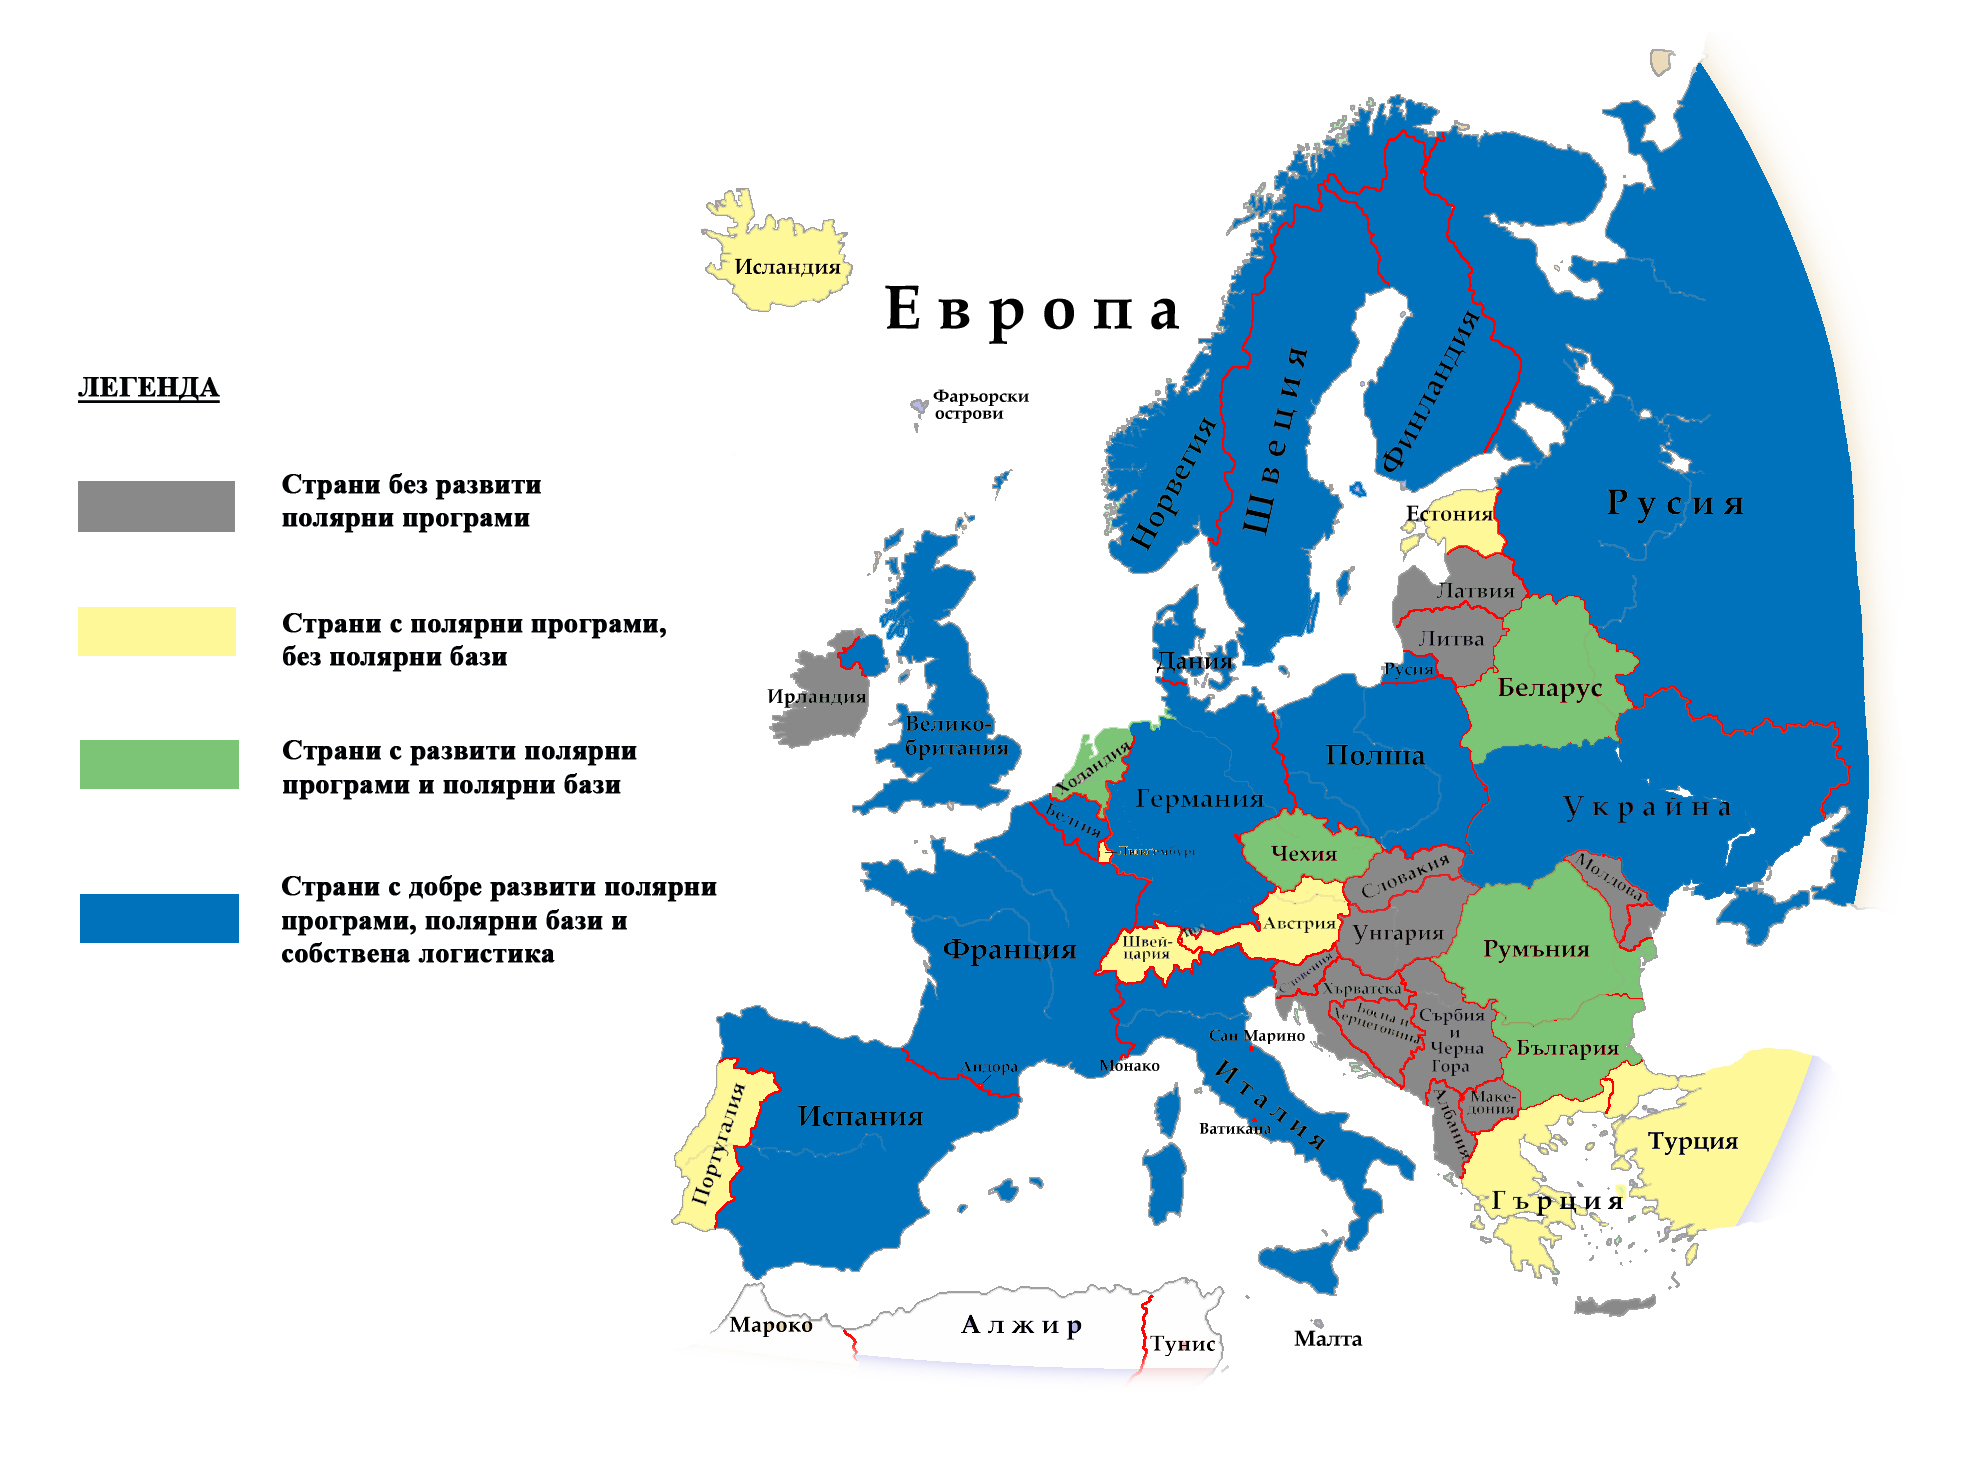 Европа
ЛЕГЕНДА
Страни без развити
полярни програми
Страни с полярни програми,
без полярни бази
Страни с развити полярни
програми и полярни бази
Страни с добре развити полярни
програми, полярни бази и
собствена логистика
Исландия
Фарьорски
острови
Норвегия
Швеция
Финландия
Русия
Естония
Латвия
Литва
Русия
Беларус
Дания
Ирландия
Велико-
британия
Холандия
Белгия
Германия
Полша
Украйна
Чехия
Словакия
Молдова
Франция
Швей-
цария
Австрия
Унгария
Румъния
Словения
Хърватска
Босна и
Херцеговина
Сърбия
и
Черна
Гора
България
Сан Марино
Монако
Андора
Италия
Ватикана
Испания
Португалия
Албания
Маке-
дония
Гърция
Турция
Мароко
Алжир
Тунис
Малта